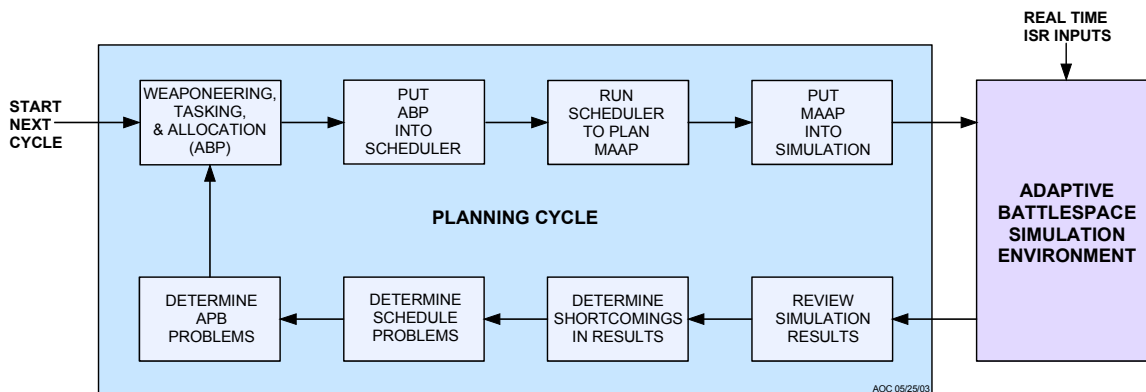 REAL TIME
ISR INPUTS
START
NEXT
CYCLE
WEAPONEERING,
TASKING,
& ALLOCATION
(ABP)
PUT
ABP
INTO
SCHEDULER
RUN
SCHEDULER
TO PLAN
MAAP
PUT
MAAP
INTO
SIMULATION
PLANNING CYCLE
ADAPTIVE
BATTLESPACE
SIMULATION
ENVIRONMENT
DETERMINE
APB
PROBLEMS
DETERMINE
SCHEDULE
PROBLEMS
DETERMINE
SHORTCOMINGS
IN RESULTS
REVIEW
SIMULATION
RESULTS
AOC 05/25/03